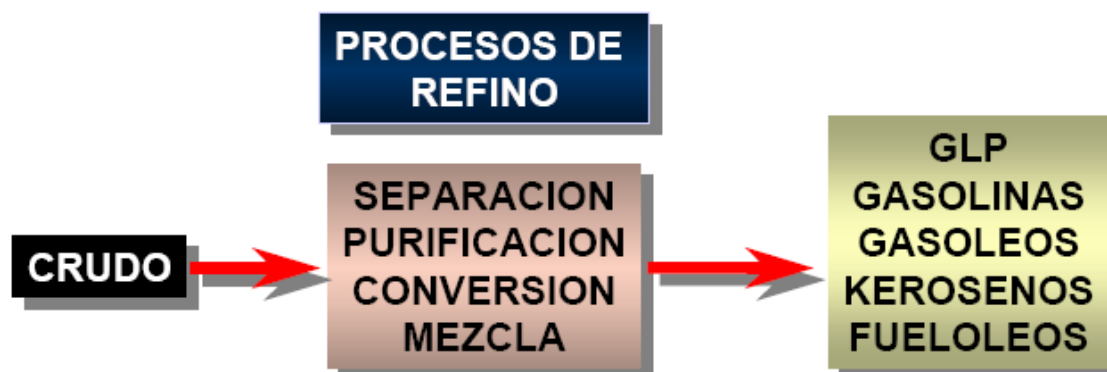 PROCESOS DE
REFINO
CRUDO
SEPARACION
PURIFICACION
CONVERSION
MEZCLA
GLP
GASOLINAS
GASOLEOS
KEROSENOS
FUELOLEOS